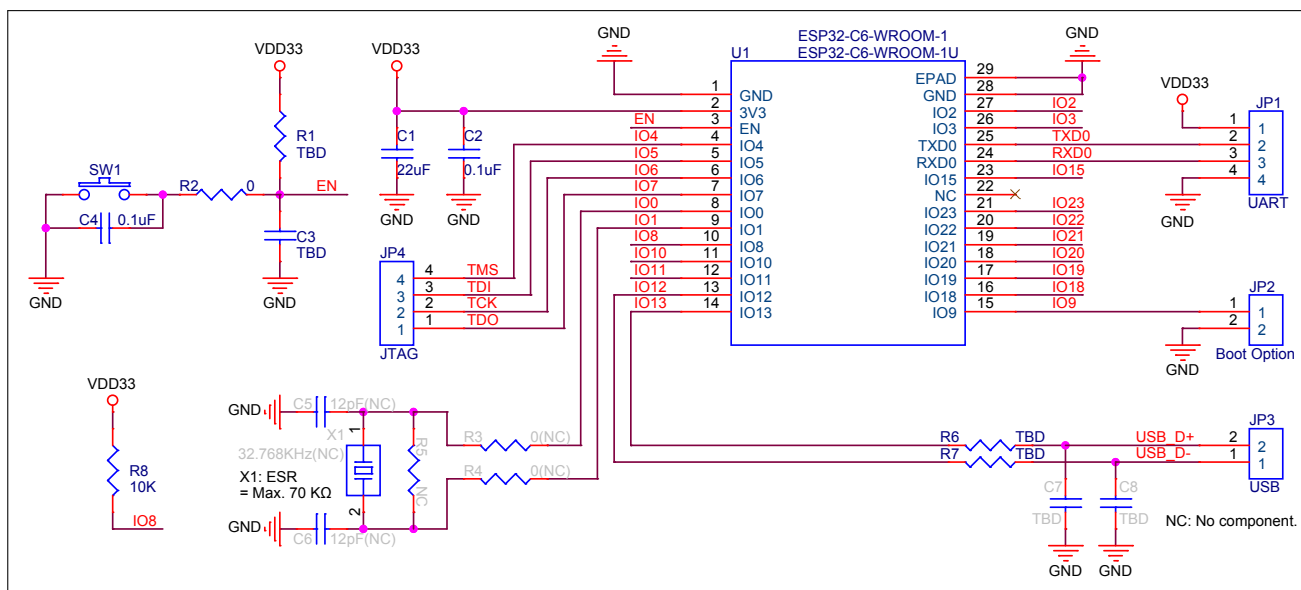 VDD33
R1
TBD
SW1
R2
0
EN
C4
0.1uF
C3
TBD
GND
GND
VDD33
C1
22uF
C2
0.1uF
GND
GND
JP4
4
3
2
1
4
3
2
1
TMS
TDI
TCK
TDO
JTAG
GND
ESP32-C6-WROOM-1
ESP32-C6-WROOM-1U
U1
GND
1
GND
2
3V3
EN
3
EN
IO4
4
IO4
IO5
5
IO5
IO6
6
IO6
IO7
7
IO7
IO0
8
IO0
IO1
9
IO1
IO8
10
IO8
IO10
11
IO10
IO11
12
IO11
IO12
13
IO12
IO13
14
IO13
EPAD
29
GND
28
IO2
27
IO2
IO3
26
IO3
TXD0
25
TXD0
RXD0
24
RXD0
IO15
23
IO15
NC
22
IO23
21
IO23
IO22
20
IO22
IO21
19
IO21
IO20
18
IO20
IO19
17
IO19
IO18
16
IO18
IO9
15
IO9
VDD33
JP1
1
2
3
4
1
2
3
4
GND
UART
JP2
1
2
1
2
GND
Boot Option
VDD33
R8
10K
IO8
GND
C5
12pF(NC)
X1
1
32.768KHz(NC)
X1: ESR
= Max. 70 KΩ
2
R5
NC
GND
C6
12pF(NC)
R3
0(NC)
R4
0(NC)
R6
TBD
R7
TBD
USB_D+
USB_D-
JP3
2
1
2
1
USB
C7
TBD
C8
TBD
GND
GND
NC: No component.